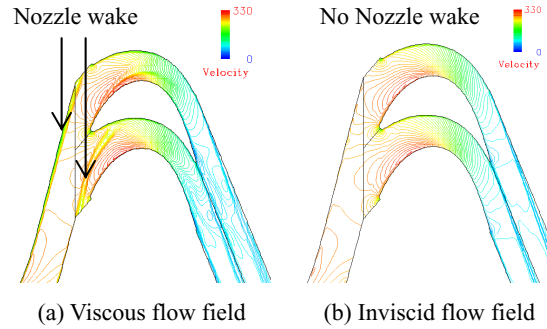 Nozzle wake
330
0
Velocity
(a) Viscous flow field
No Nozzle wake
330
0
Velocity
(b) Inviscid flow field